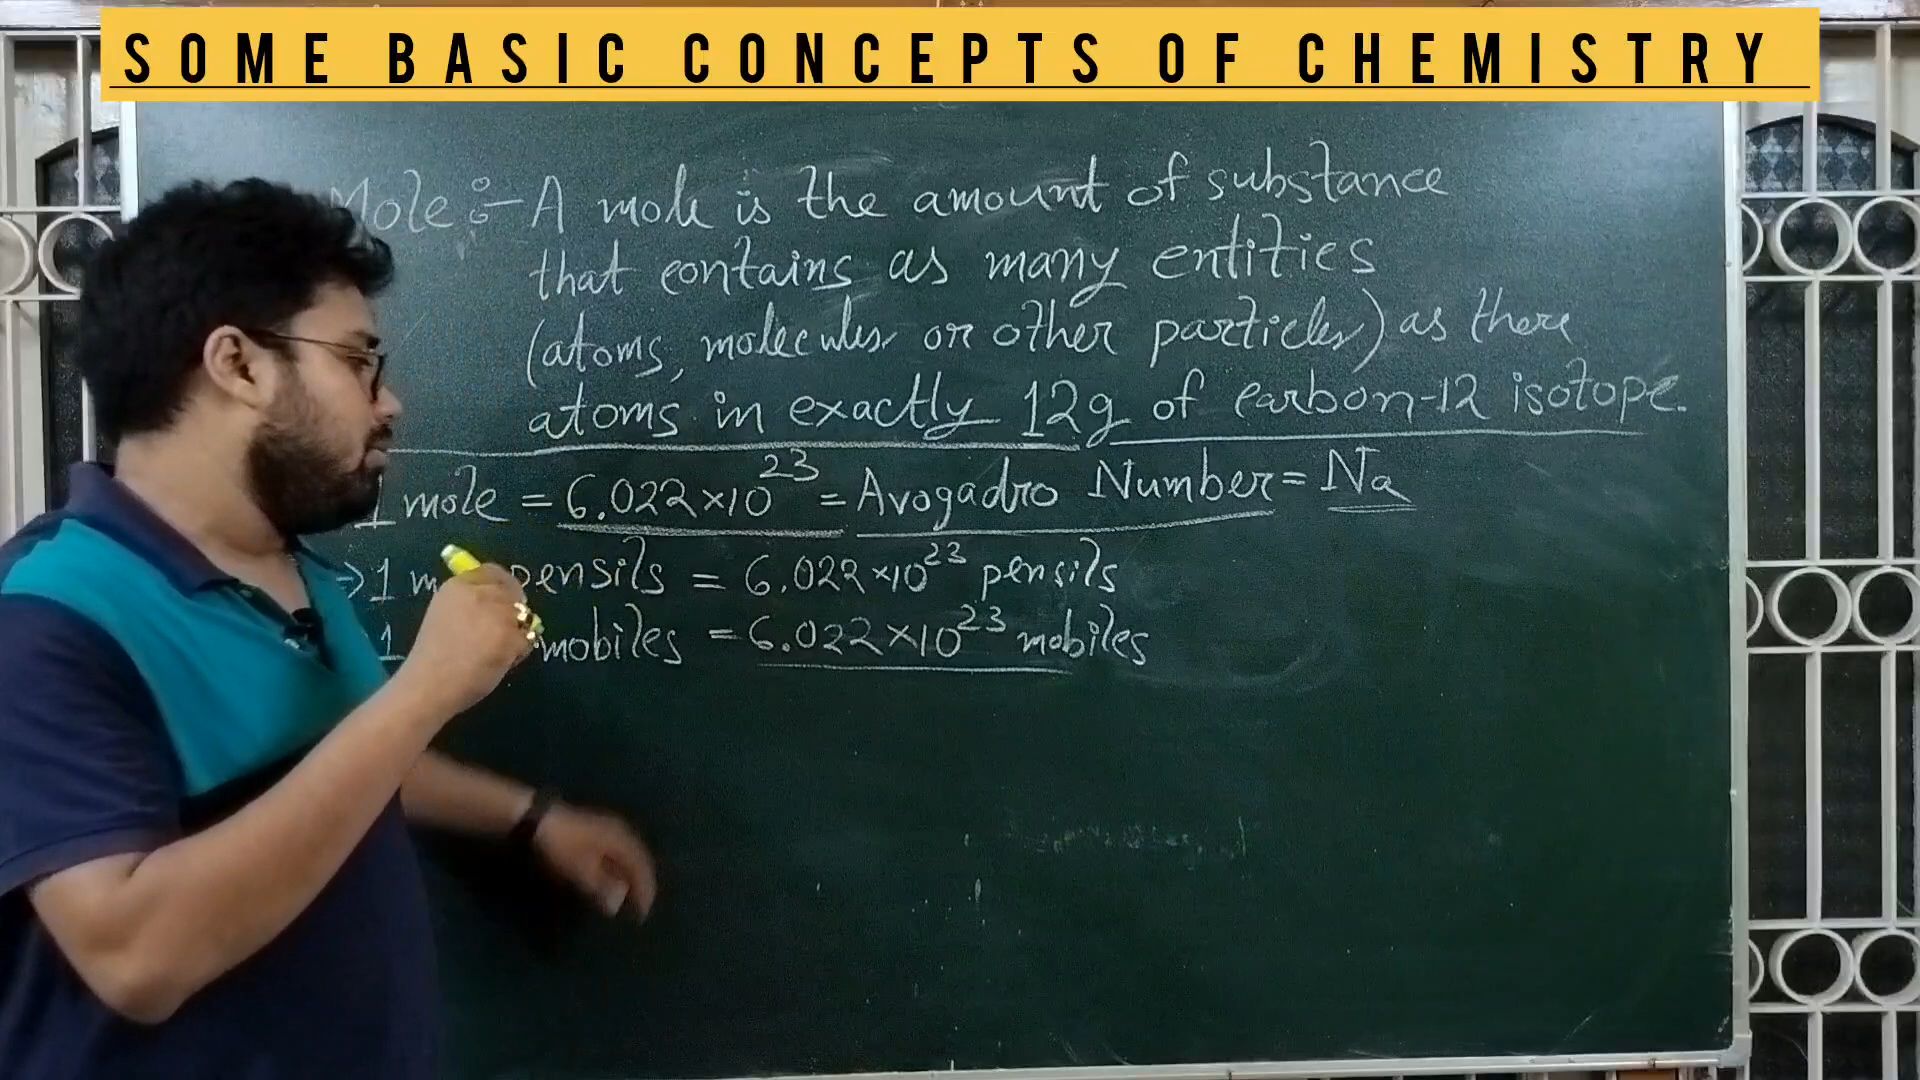 SOME BASIC CONCEPTS OF CHEMISTRY
Mole :- A mole is the amount of substance
that contains as many entities
(atoms, molecules or other particles) as there
atoms in exactly 12g of carbon-12 isotope.
1 mole = 6.022×10²³ = Avogadro Number = Na
→1 pensils = 6.022×10²³ pensils
1 mobiles = 6.022×10²³ mobiles